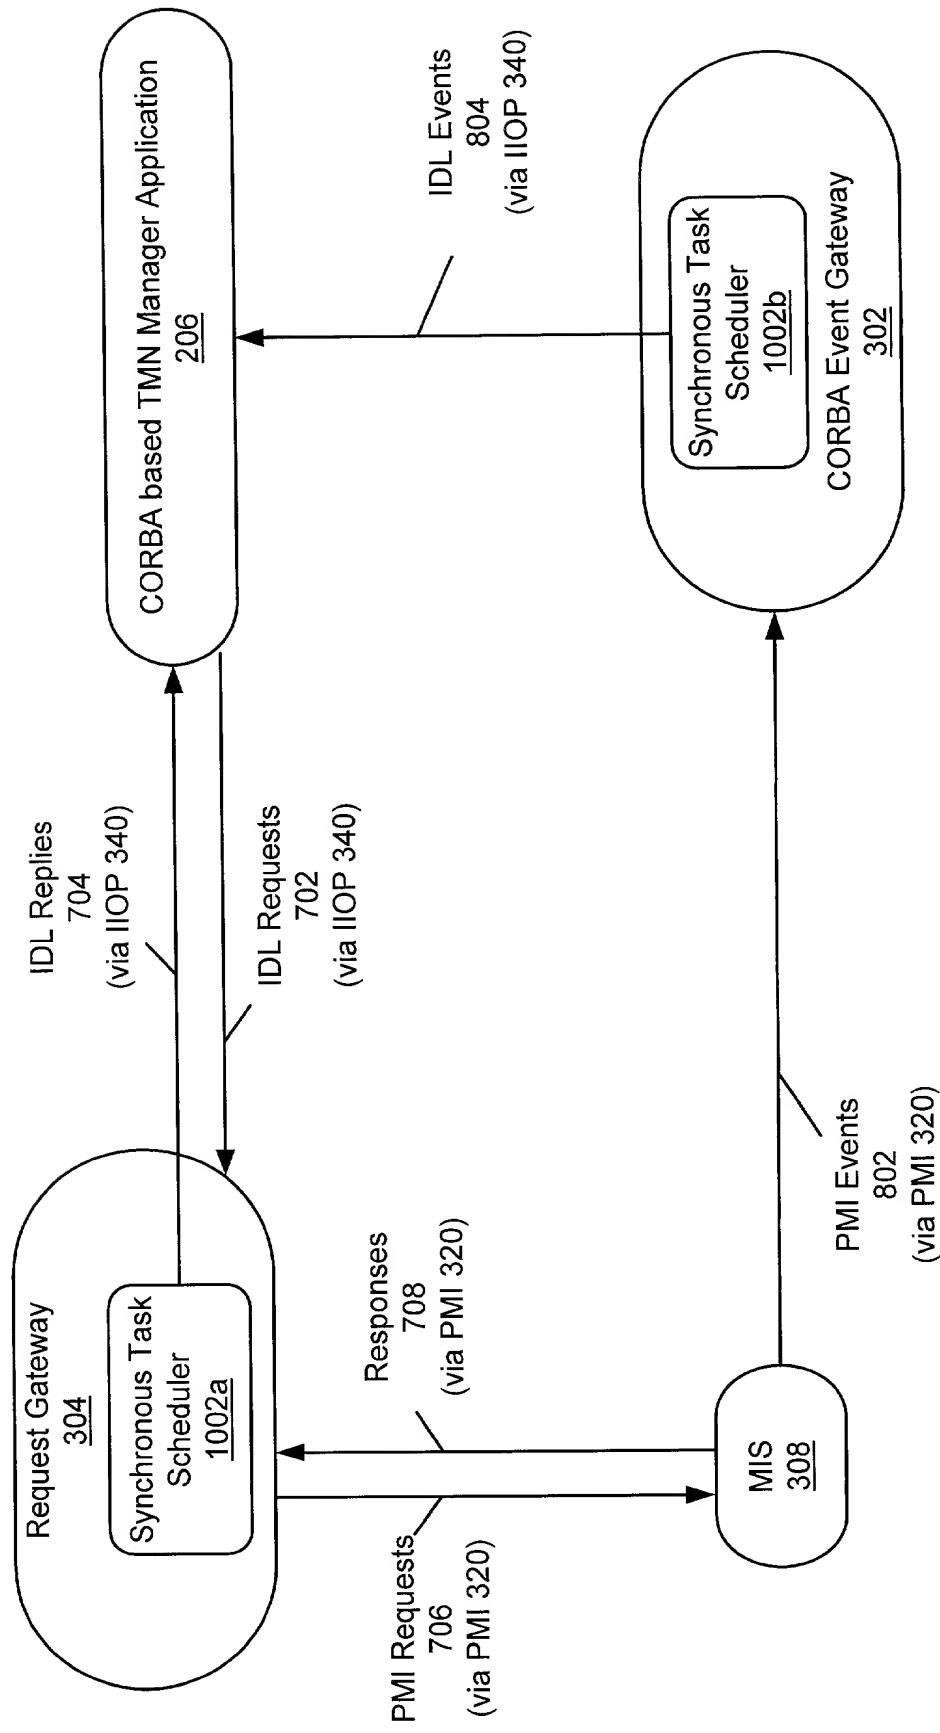 Request Gateway
304
Synchronous Task
Scheduler
1002a
IDL Replies
704
(via IIOP 340)
IDL Requests
702
(via IIOP 340)
CORBA based TMN Manager Application
206
PMI Requests
706
(via PMI 320)
Responses
708
(via PMI 320)
IDL Events
804
(via IIOP 340)
MIS
308
PMI Events
802
(via PMI 320)
Synchronous Task
Scheduler
1002b
CORBA Event Gateway
302